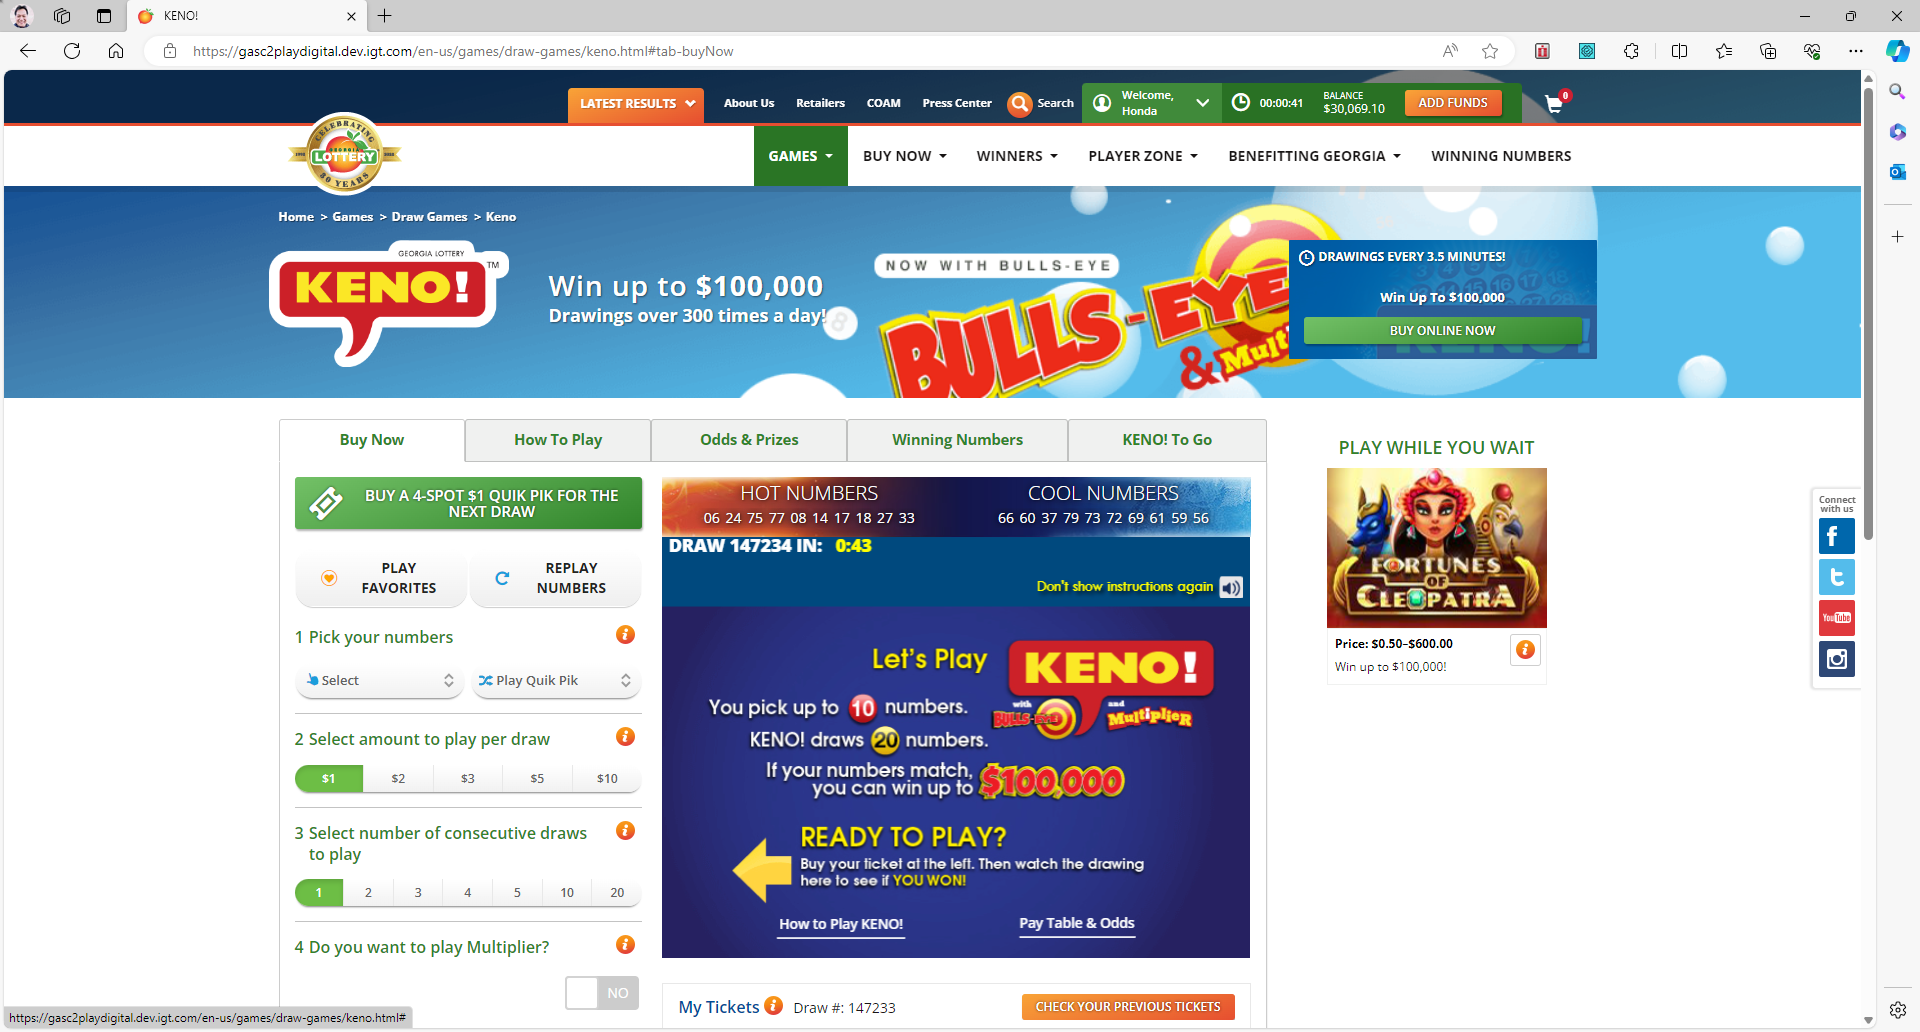 KENO!
https://gasc2playdigital.dev.igt.com/en-us/games/draw-games/keno.html#tab-buyNow
LATEST RESULTS
About Us
Retailers
COAM
Press Center
Search
Welcome,
Honda
00:00:41
BALANCE
$30,069.10
ADD FUNDS
0
CELEBRATING
GEORGIA
LOTTERY
30 YEARS
GAMES
BUY NOW
WINNERS
PLAYER ZONE
BENEFITTING GEORGIA
WINNING NUMBERS
Home > Games > Draw Games > Keno
GEORGIA LOTTERY
KENO!
TM
Win up to $100,000
Drawings over 300 times a day!
NOW WITH BULLS-EYE
BULLS-EYE
& Mult
DRAWINGS EVERY 3.5 MINUTES!
Win Up To $100,000
BUY ONLINE NOW
Buy Now
How To Play
Odds & Prizes
Winning Numbers
KENO! To Go
BUY A 4-SPOT $1 QUIK PIK FOR THE
NEXT DRAW
PLAY
FAVORITES
REPLAY
NUMBERS
1 Pick your numbers
Select
Play Quik Pik
2 Select amount to play per draw
$1 $2 $3 $5 $10
3 Select number of consecutive draws
to play
1 2 3 4 5 10 20
4 Do you want to play Multiplier?
NO
HOT NUMBERS
06 24 75 77 08 14 17 18 27 33
COOL NUMBERS
66 60 37 79 73 72 69 61 59 56
DRAW 147234 IN: 0:43
Don't show instructions again
Let's Play
KENO!
with
BULLS-EYE
and
Multiplier
You pick up to 10 numbers.
KENO! draws 20 numbers.
If your numbers match,
you can win up to $100,000
READY TO PLAY?
Buy your ticket at the left. Then watch the drawing
here to see if YOU WON!
How to Play KENO!
Pay Table & Odds
My Tickets
Draw #: 147233
CHECK YOUR PREVIOUS TICKETS
PLAY WHILE YOU WAIT
FORTUNES
OF
CLEOPATRA
Price: $0.50–$600.00
Win up to $100,000!
Connect
with us
YouTube
https://gasc2playdigital.dev.igt.com/en-us/games/draw-games/keno.html#